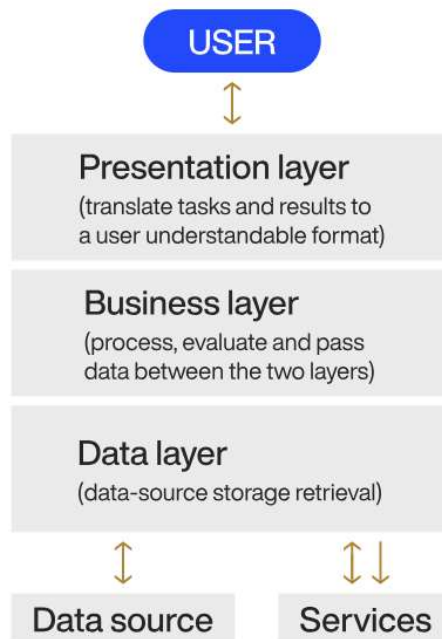 USER
Presentation layer
(translate tasks and results to
a user understandable format)
Business layer
(process, evaluate and pass
data between the two layers)
Data layer
(data-source storage retrieval)
Data source
Services